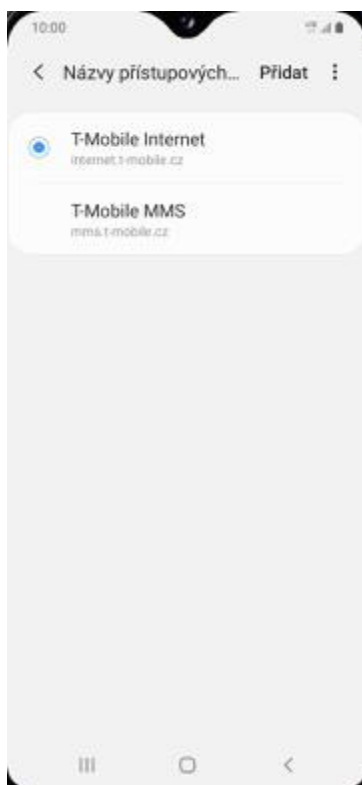 10:00
Názvy přístupových... Přidat
T-Mobile Internet
internet.t-mobile.cz
T-Mobile MMS
mms.t-mobile.cz